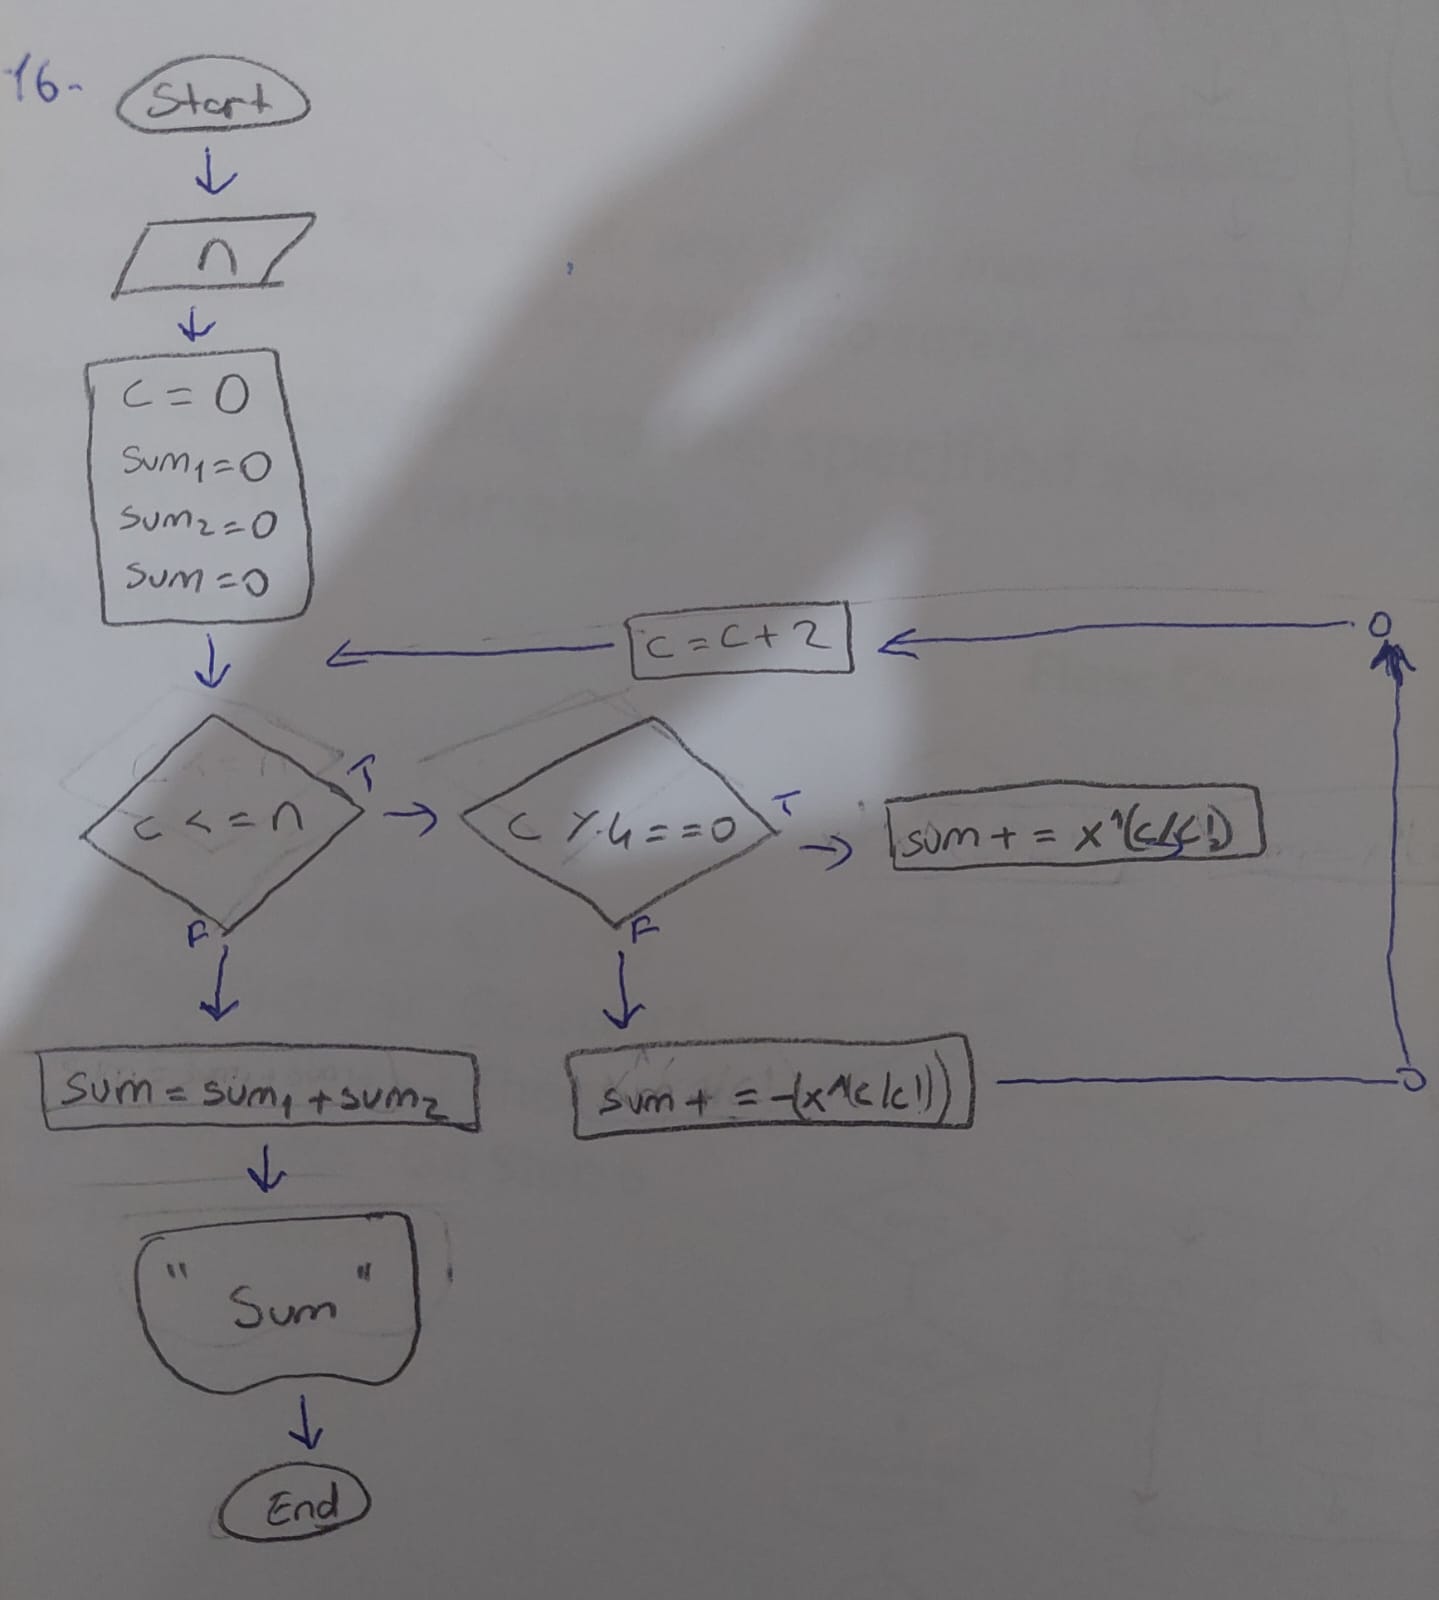 16-
Start
n
c = 0
sum1 = 0
sum2 = 0
sum = 0
c = c + 2
c <= n
T
F
c % 4 == 0
T
F
sum + = x^(c/c!)
sum = sum1 + sum2
sum + = -(x^(c/c!))
" Sum "
End